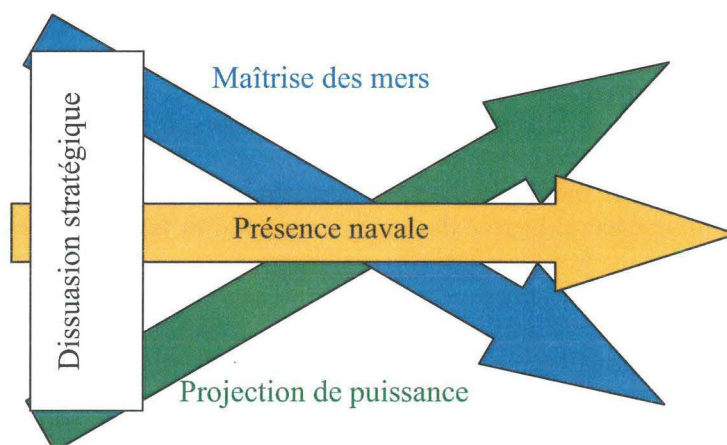 Maîtrise des mers
Dissuasion stratégique
Présence navale
Projection de puissance